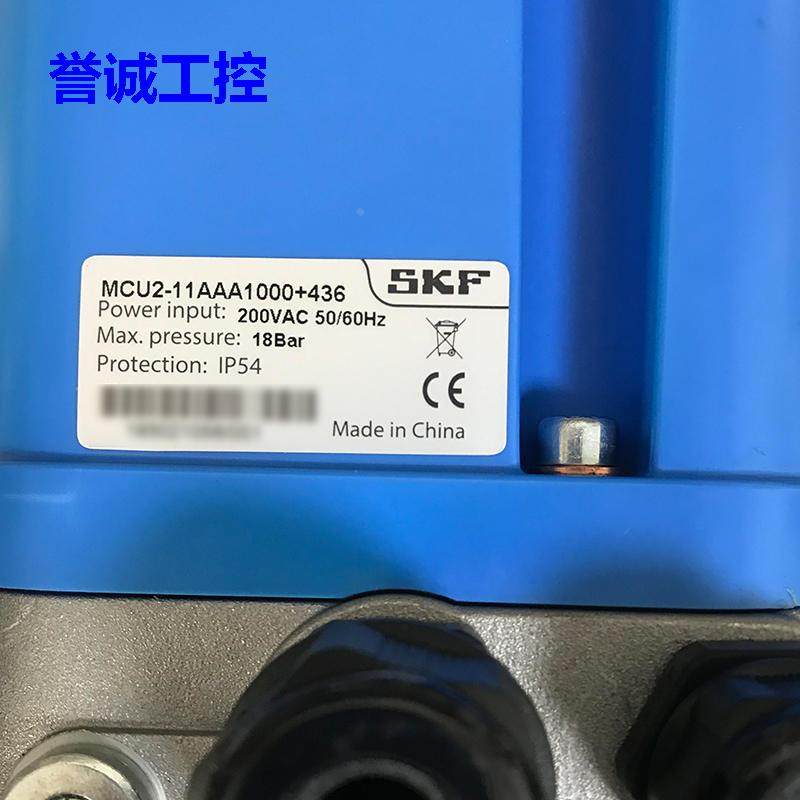 誉诚工控
SKF
MCU2-11AAA1000+436
Power input: 200VAC 50/60Hz
Max. pressure: 18Bar
Protection: IP54
CE
Made in China